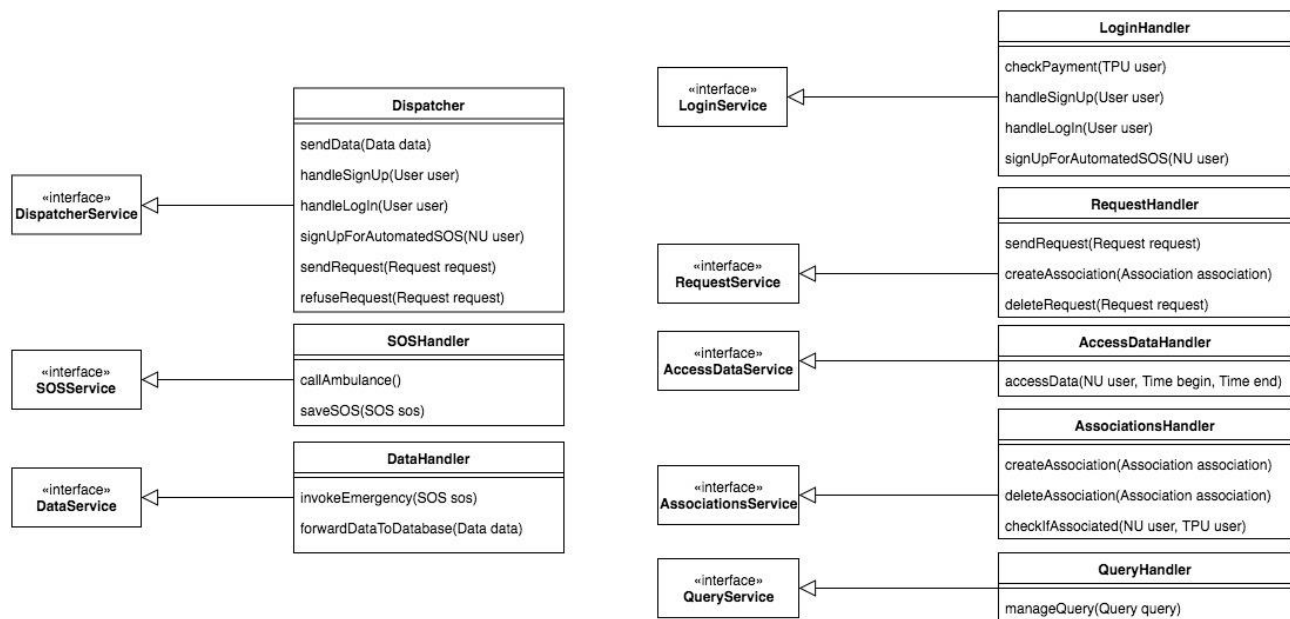 «interface»
DispatcherService
Dispatcher
sendData(Data data)
handleSignUp(User user)
handleLogIn(User user)
signUpForAutomatedSOS(NU user)
sendRequest(Request request)
refuseRequest(Request request)
«interface»
SOSService
SOSHandler
callAmbulance()
saveSOS(SOS sos)
«interface»
DataService
DataHandler
invokeEmergency(SOS sos)
forwardDataToDatabase(Data data)
«interface»
LoginService
LoginHandler
checkPayment(TPU user)
handleSignUp(User user)
handleLogIn(User user)
signUpForAutomatedSOS(NU user)
«interface»
RequestService
RequestHandler
sendRequest(Request request)
createAssociation(Association association)
deleteRequest(Request request)
«interface»
AccessDataService
AccessDataHandler
accessData(NU user, Time begin, Time end)
«interface»
AssociationsService
AssociationsHandler
createAssociation(Association association)
deleteAssociation(Association association)
checkIfAssociated(NU user, TPU user)
«interface»
QueryService
QueryHandler
manageQuery(Query query)